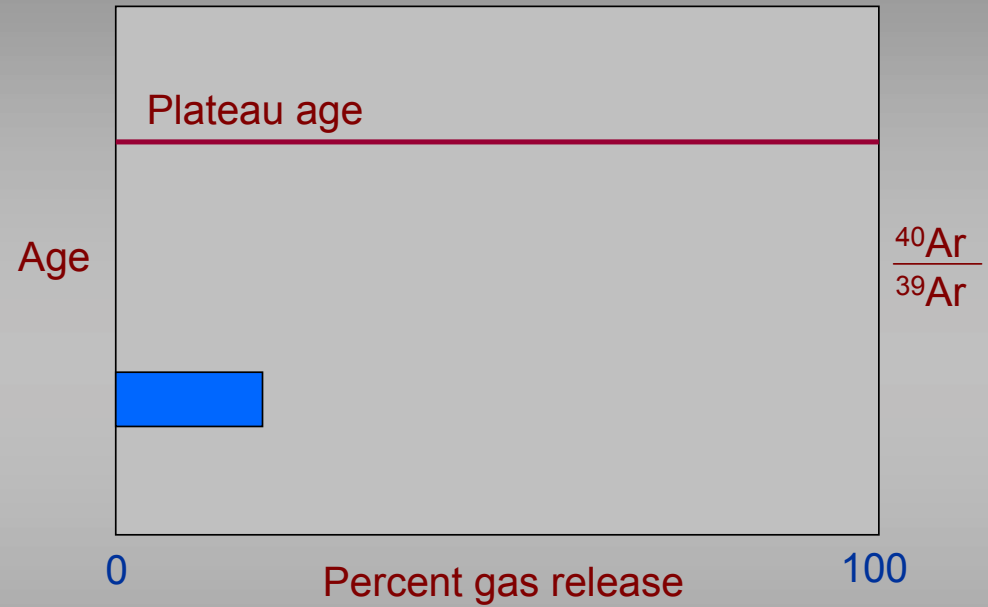 Plateau age
Age
40Ar
39Ar
0
100
Percent gas release